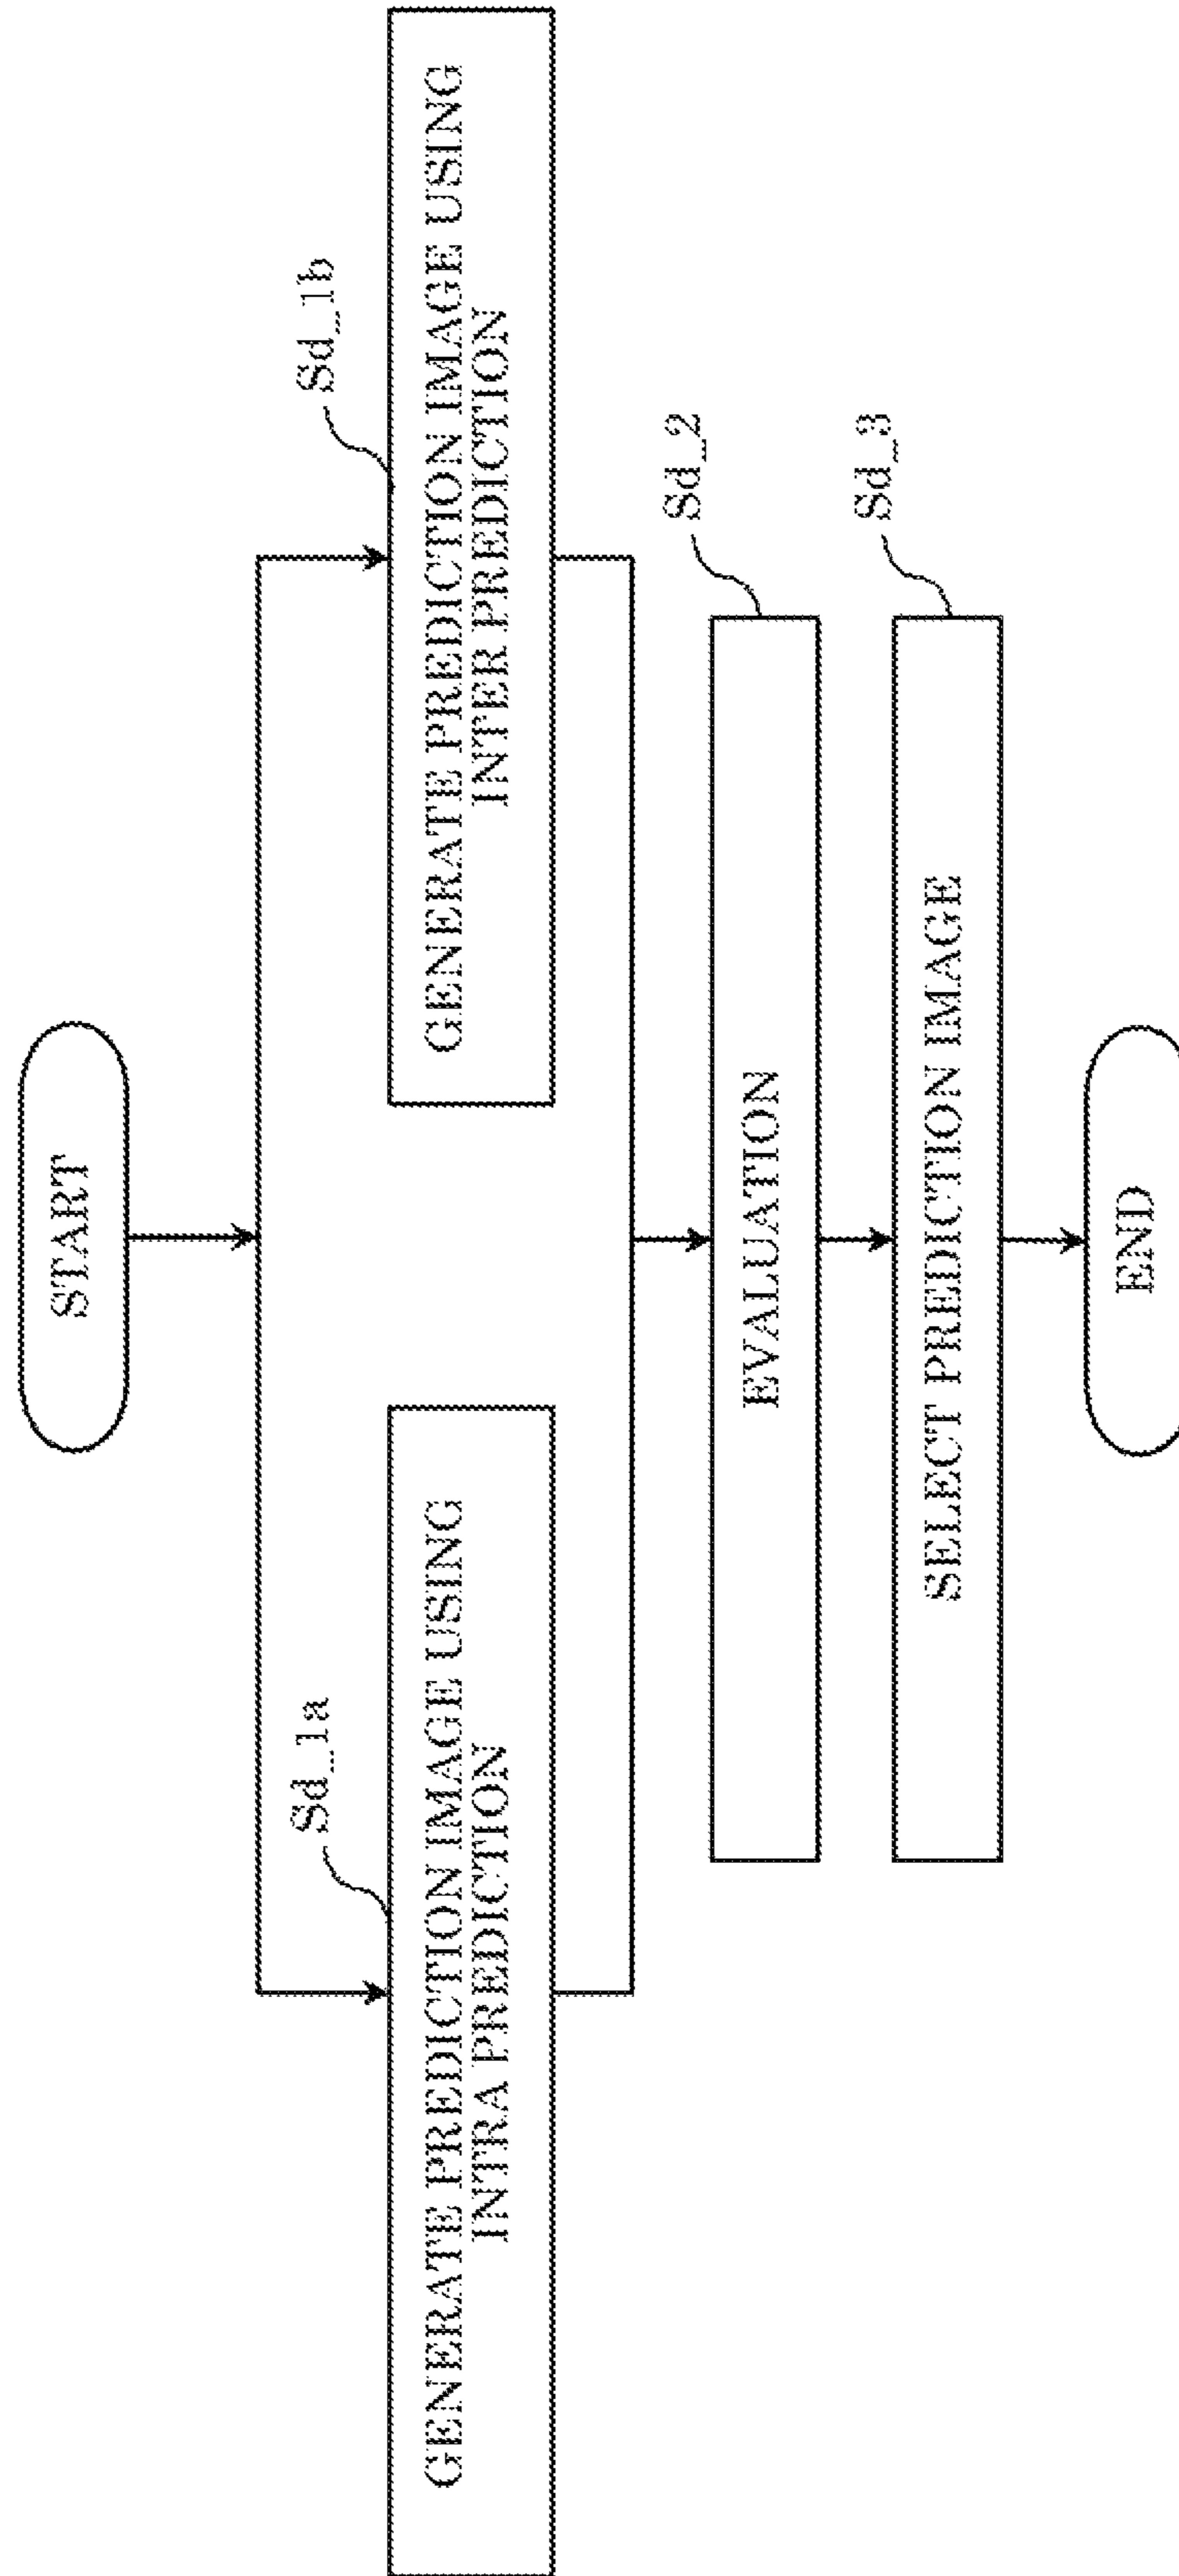 START
Sd_1a
GENERATE PREDICTION IMAGE USING
INTRA PREDICTION
Sd_1b
GENERATE PREDICTION IMAGE USING
INTER PREDICTION
Sd_2
EVALUATION
Sd_3
SELECT PREDICTION IMAGE
END